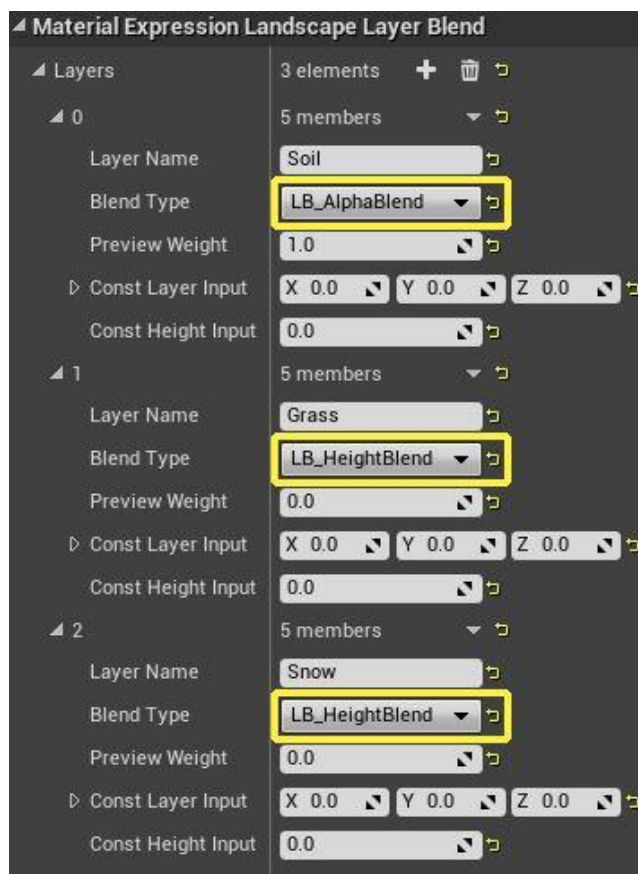 Material Expression Landscape Layer Blend
Layers 3 elements
0 5 members
Layer Name Soil
Blend Type LB_AlphaBlend
Preview Weight 1.0
Const Layer Input X 0.0 Y 0.0 Z 0.0
Const Height Input 0.0
1 5 members
Layer Name Grass
Blend Type LB_HeightBlend
Preview Weight 0.0
Const Layer Input X 0.0 Y 0.0 Z 0.0
Const Height Input 0.0
2 5 members
Layer Name Snow
Blend Type LB_HeightBlend
Preview Weight 0.0
Const Layer Input X 0.0 Y 0.0 Z 0.0
Const Height Input 0.0